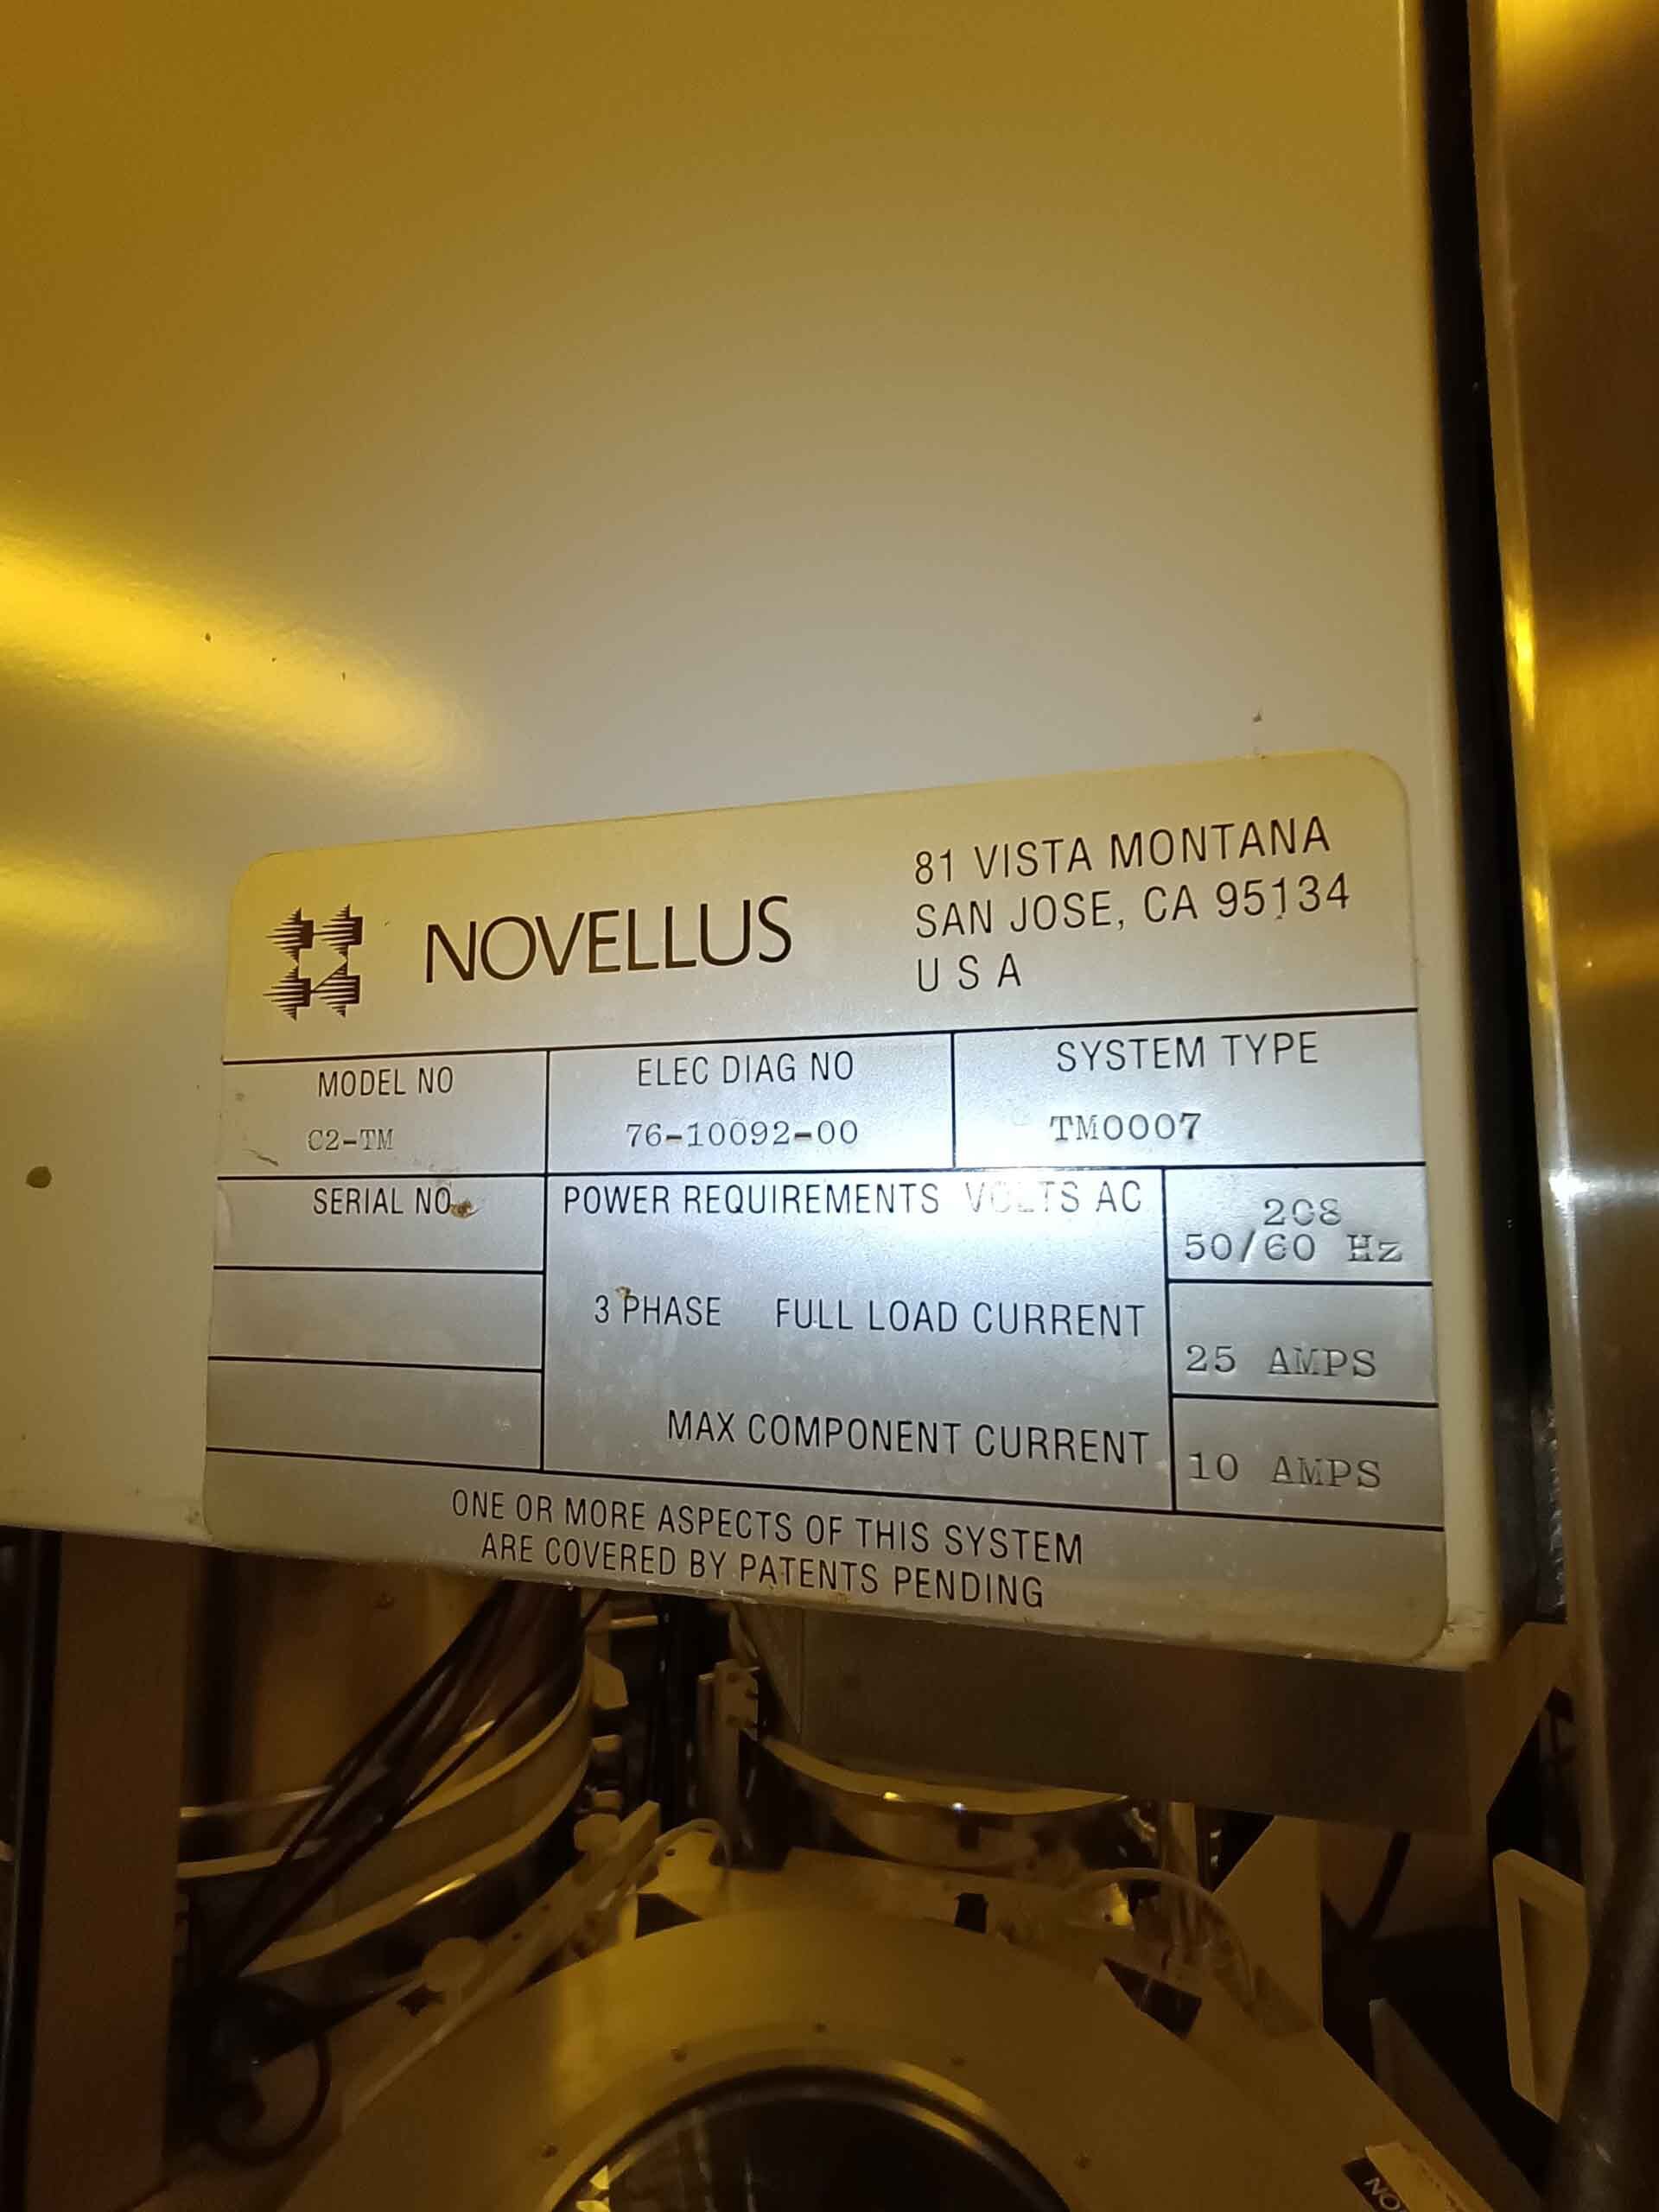 NOVELLUS
81 VISTA MONTANA
SAN JOSE, CA 95134
U S A
MODEL NO
C2-TM
ELEC DIAG NO
76-10092-00
SYSTEM TYPE
TM0007
SERIAL NO
POWER REQUIREMENTS VOLTS AC
208
50/60 Hz
3 PHASE FULL LOAD CURRENT
25 AMPS
MAX COMPONENT CURRENT
10 AMPS
ONE OR MORE ASPECTS OF THIS SYSTEM
ARE COVERED BY PATENTS PENDING